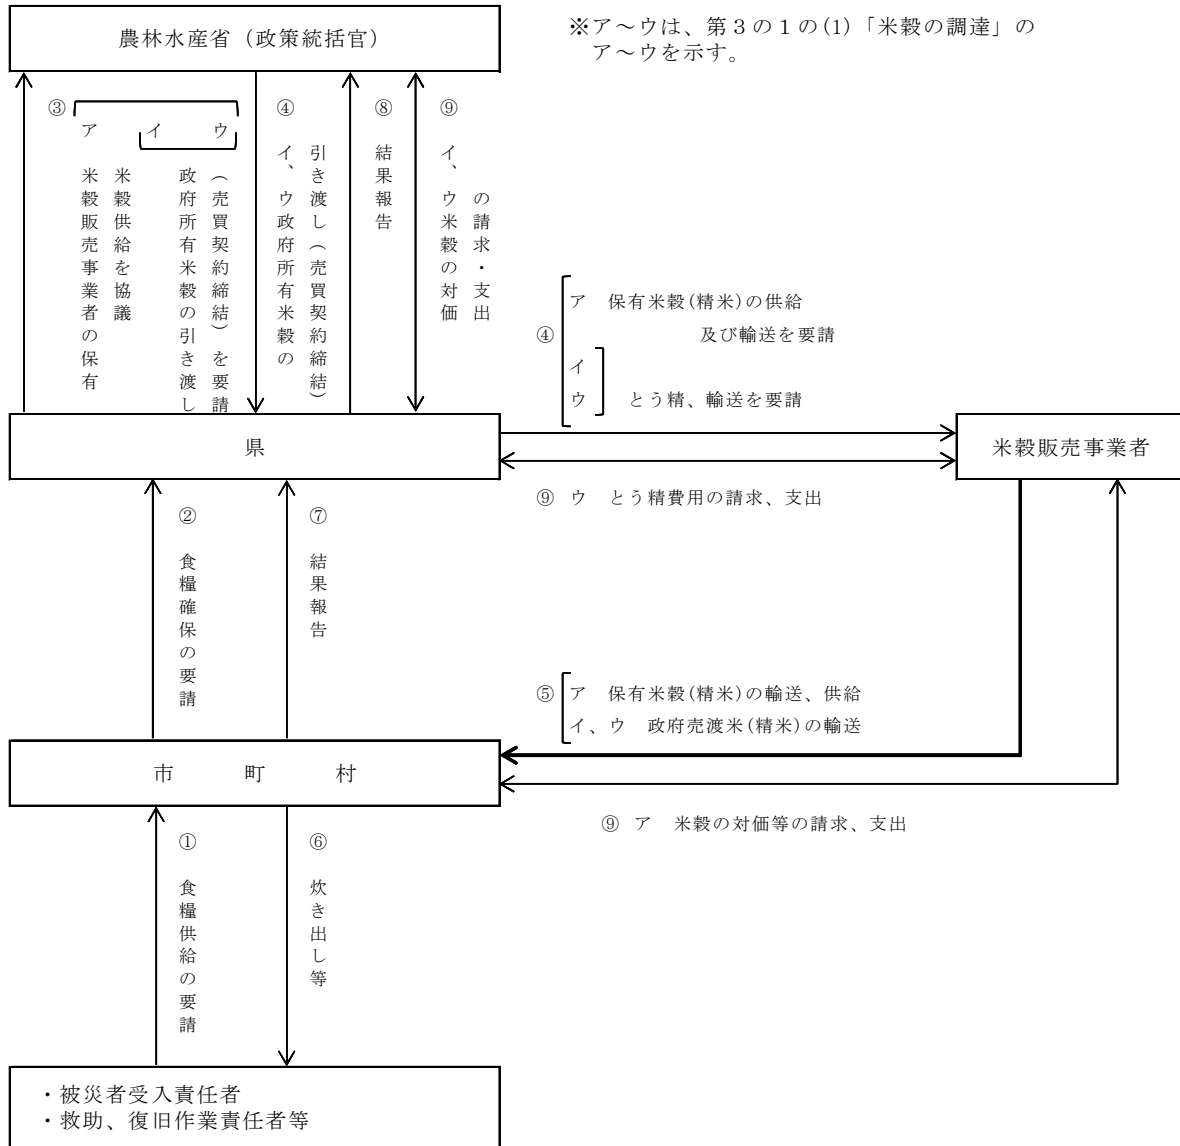 農林水産省（政策統括官）
※ア～ウは、第３の１の(1)「米穀の調達」の
ア～ウを示す。
③
ア
米穀販売事業者の保有
米穀供給を協議
イ
ウ
政府所有米穀の引き渡し
（売買契約締結）を要請
④
イ、ウ政府所有米穀の
引き渡し（売買契約締結）
⑧
結果報告
⑨
イ、ウ米穀の対価
の請求・支出
④
ア　保有米穀(精米)の供給
及び輸送を要請
イ
ウ　とう精、輸送を要請
県
米穀販売事業者
⑨　ウ　とう精費用の請求、支出
②
食糧確保の要請
⑦
結果報告
⑤
ア　保有米穀(精米)の輸送、供給
イ、ウ　政府売渡米(精米)の輸送
市　町　村
⑨　ア　米穀の対価等の請求、支出
①
食糧供給の要請
⑥
炊き出し等
・被災者受入責任者
・救助、復旧作業責任者等